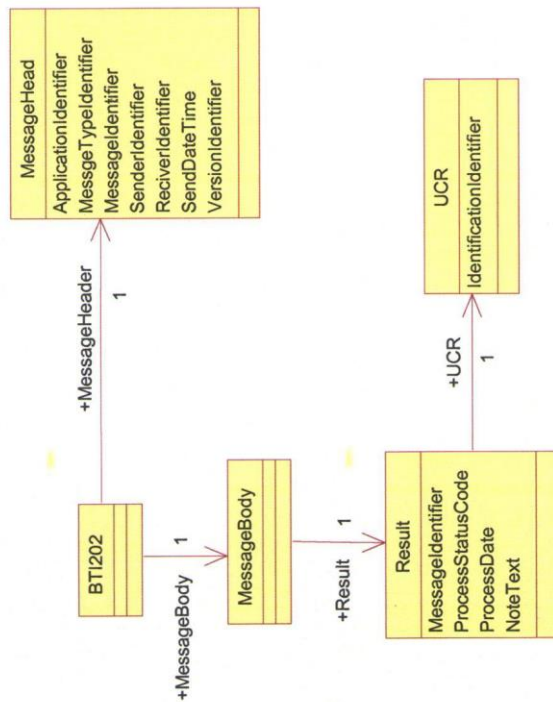 BTI202
+MessageHeader
1
MessageHead
ApplicationIdentifier
MessgeTypeIdentifier
MessageIdentifier
SenderIdentifier
ReciverIdentifier
SendDateTime
VersionIdentifier
+MessageBody
1
MessageBody
+Result
1
Result
MessageIdentifier
ProcessStatusCode
ProcessDate
NoteText
+UCR
1
UCR
IdentificationIdentifier